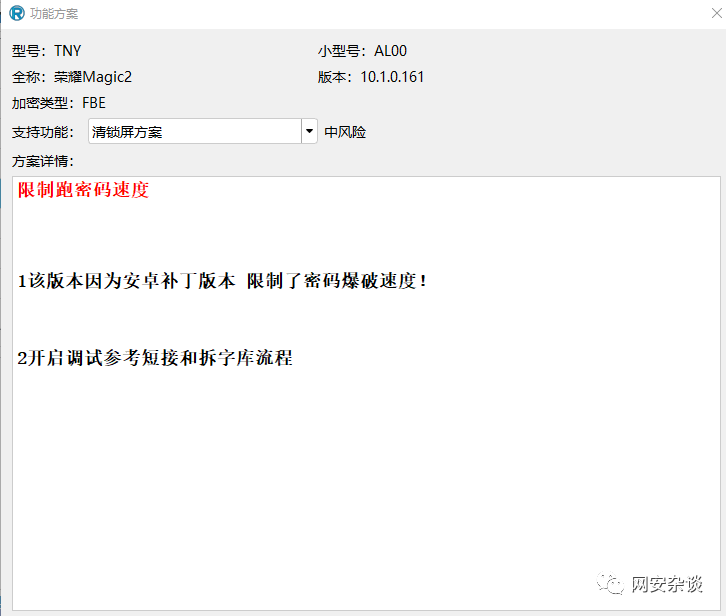 功能方案
型号：TNY 小型号：AL00
全称：荣耀Magic2 版本：10.1.0.161
加密类型：FBE
支持功能： 清锁屏方案 中风险
方案详情：
限制跑密码速度
1该版本因为安卓补丁版本 限制了密码爆破速度！
2开启调试参考短接和拆字库流程
网安杂谈